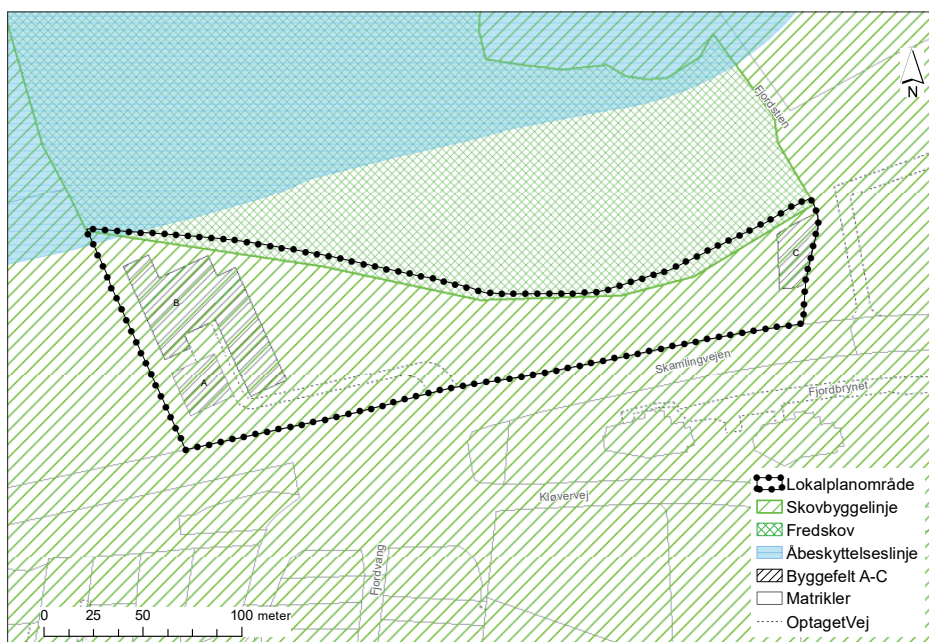 N
Fjordstien
C
B
A
Skamlingvejen
Fjordbrynet
Kløvervej
Fjordvang
Lokalplanområde
Skovbyggelinje
Fredskov
Åbeskyttelseslinje
Byggefelt A-C
Matrikler
OptagetVej
0 25 50 100 meter